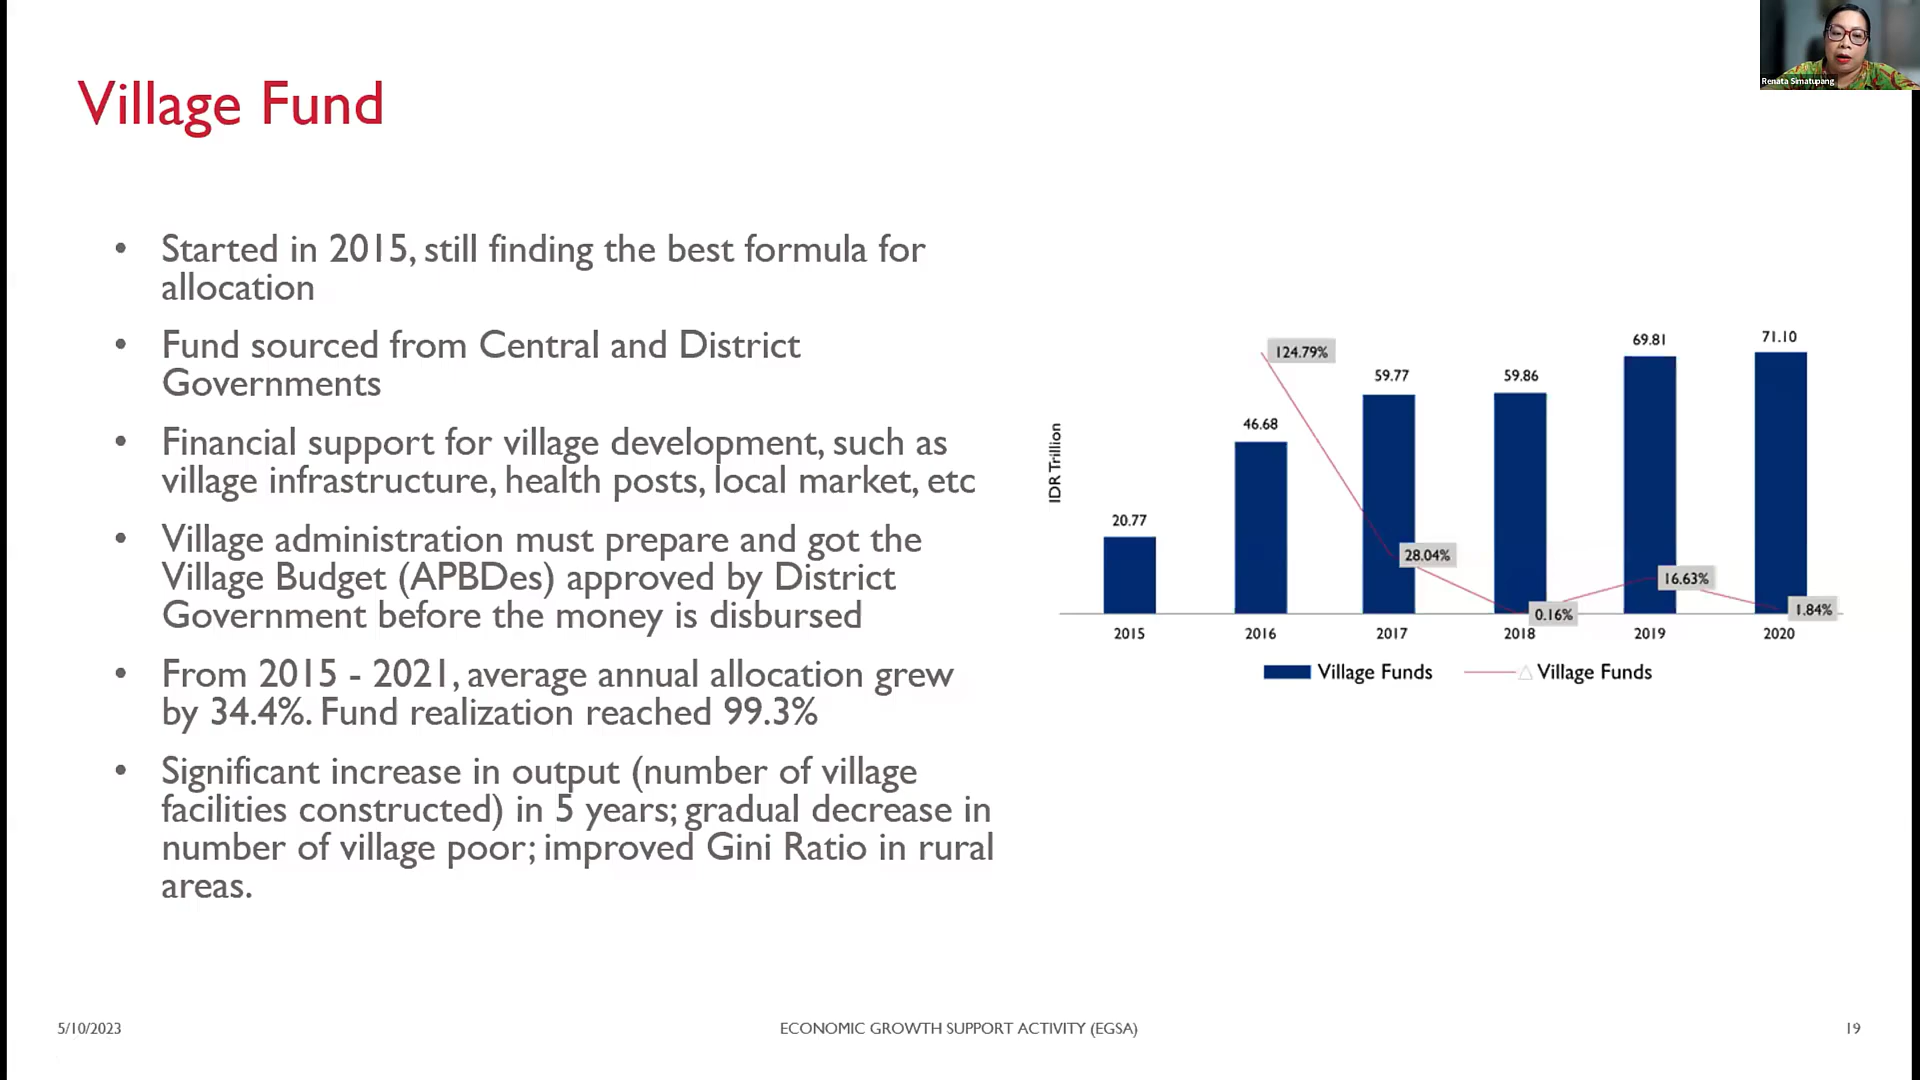 Renata Simatupang
Village Fund
• Started in 2015, still finding the best formula for
allocation
• Fund sourced from Central and District
Governments
• Financial support for village development, such as
village infrastructure, health posts, local market, etc
• Village administration must prepare and got the
Village Budget (APBDes) approved by District
Government before the money is disbursed
• From 2015 - 2021, average annual allocation grew
by 34.4%. Fund realization reached 99.3%
• Significant increase in output (number of village
facilities constructed) in 5 years; gradual decrease in
number of village poor; improved Gini Ratio in rural
areas.
IDR Trillion
20.77
46.68
59.77
59.86
69.81
71.10
124.79%
28.04%
0.16%
16.63%
1.84%
2015 2016 2017 2018 2019 2020
Village Funds △ Village Funds
5/10/2023 ECONOMIC GROWTH SUPPORT ACTIVITY (EGSA) 19